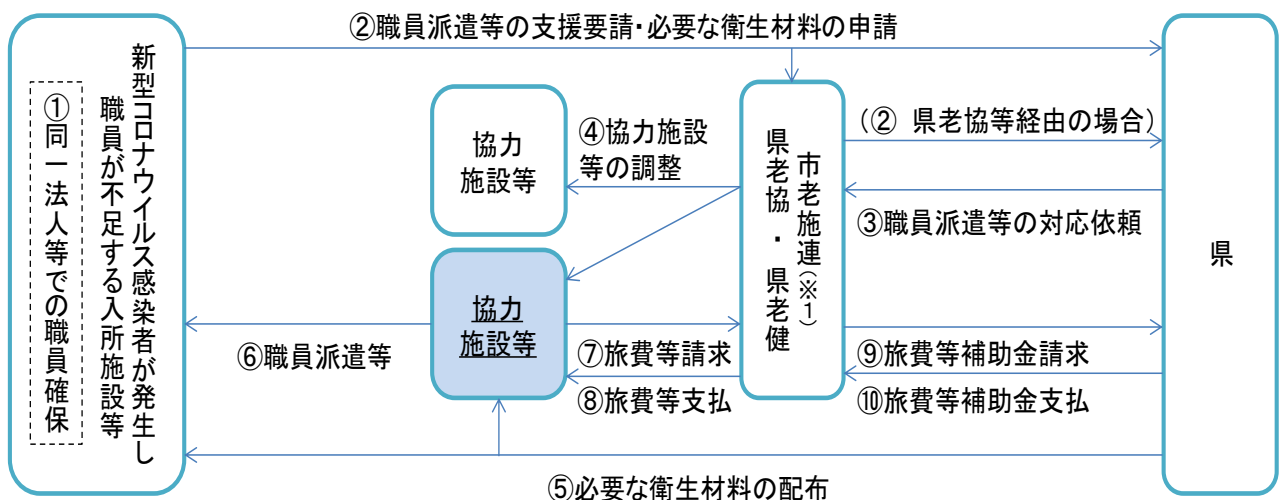 ②職員派遣等の支援要請・必要な衛生材料の申請
新型コロナウイルス感染者が発生し
職員が不足する入所施設等
①同一法人等での職員確保
協力
施設等
④協力施設
等の調整
協力
施設等
⑥職員派遣等
⑦旅費等請求
⑧旅費等支払
市老施連(※1)
県老協・県老健
(② 県老協等経由の場合)
③職員派遣等の対応依頼
⑨旅費等補助金請求
⑩旅費等補助金支払
県
⑤必要な衛生材料の配布